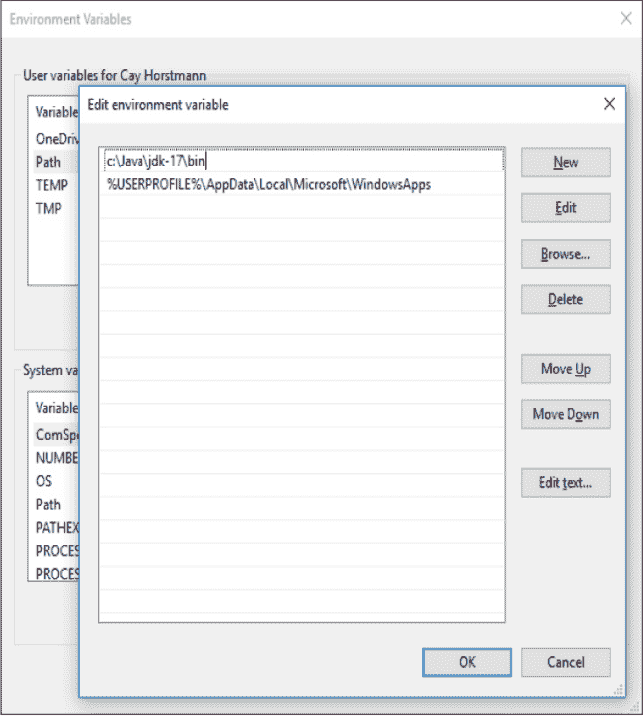 Environment Variables
User variables for Cay Horstmann
Edit environment variable
Variable
OneDriv
Path
TEMP
TMP
c:\Java\jdk-17\bin
%USERPROFILE%\AppData\Local\Microsoft\WindowsApps
New
Edit
Browse...
Delete
Move Up
Move Down
Edit text...
System va
Variable
ComSpe
NUMBE
OS
Path
PATHEX
PROCES
PROCES
OK
Cancel